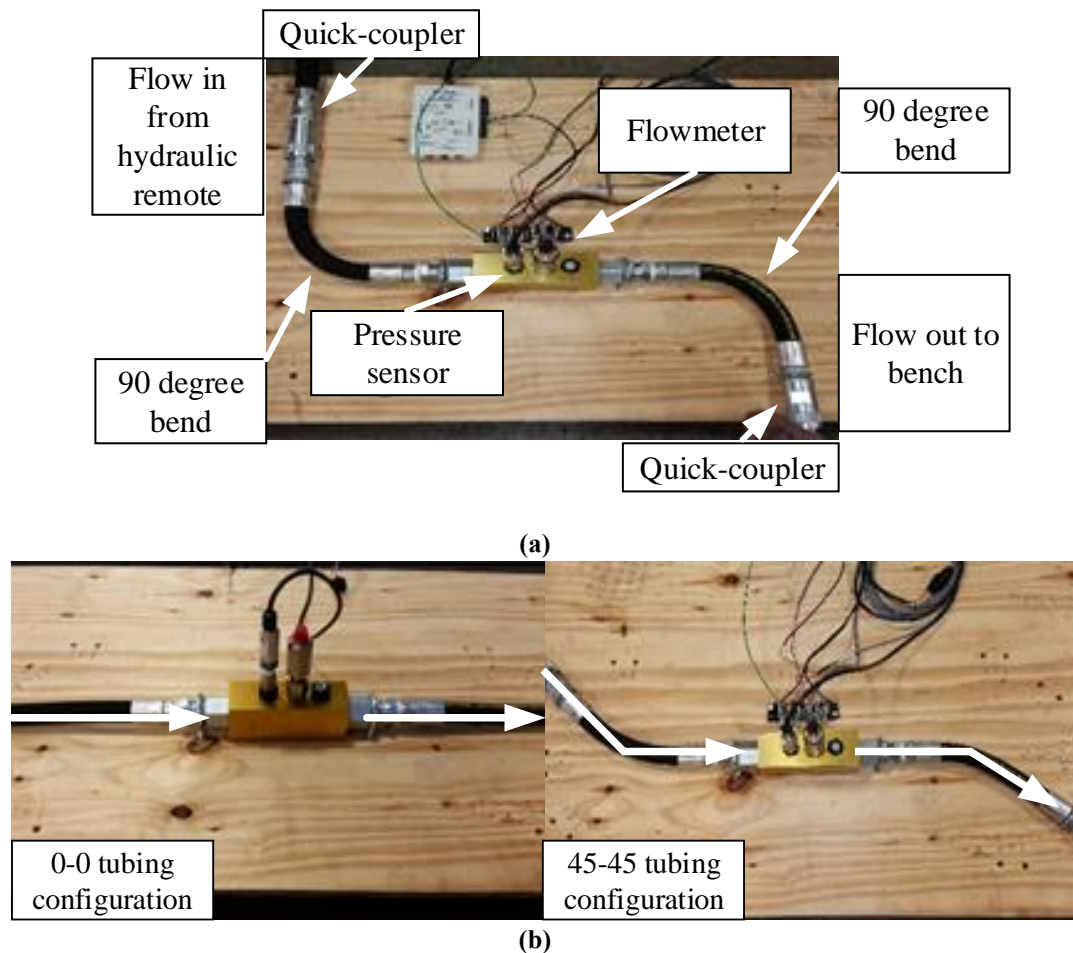 Quick-coupler
Flow in
from
hydraulic
remote
Flowmeter
90 degree
bend
Pressure
sensor
90 degree
bend
Flow out to
bench
Quick-coupler
(a)
0-0 tubing
configuration
45-45 tubing
configuration
(b)